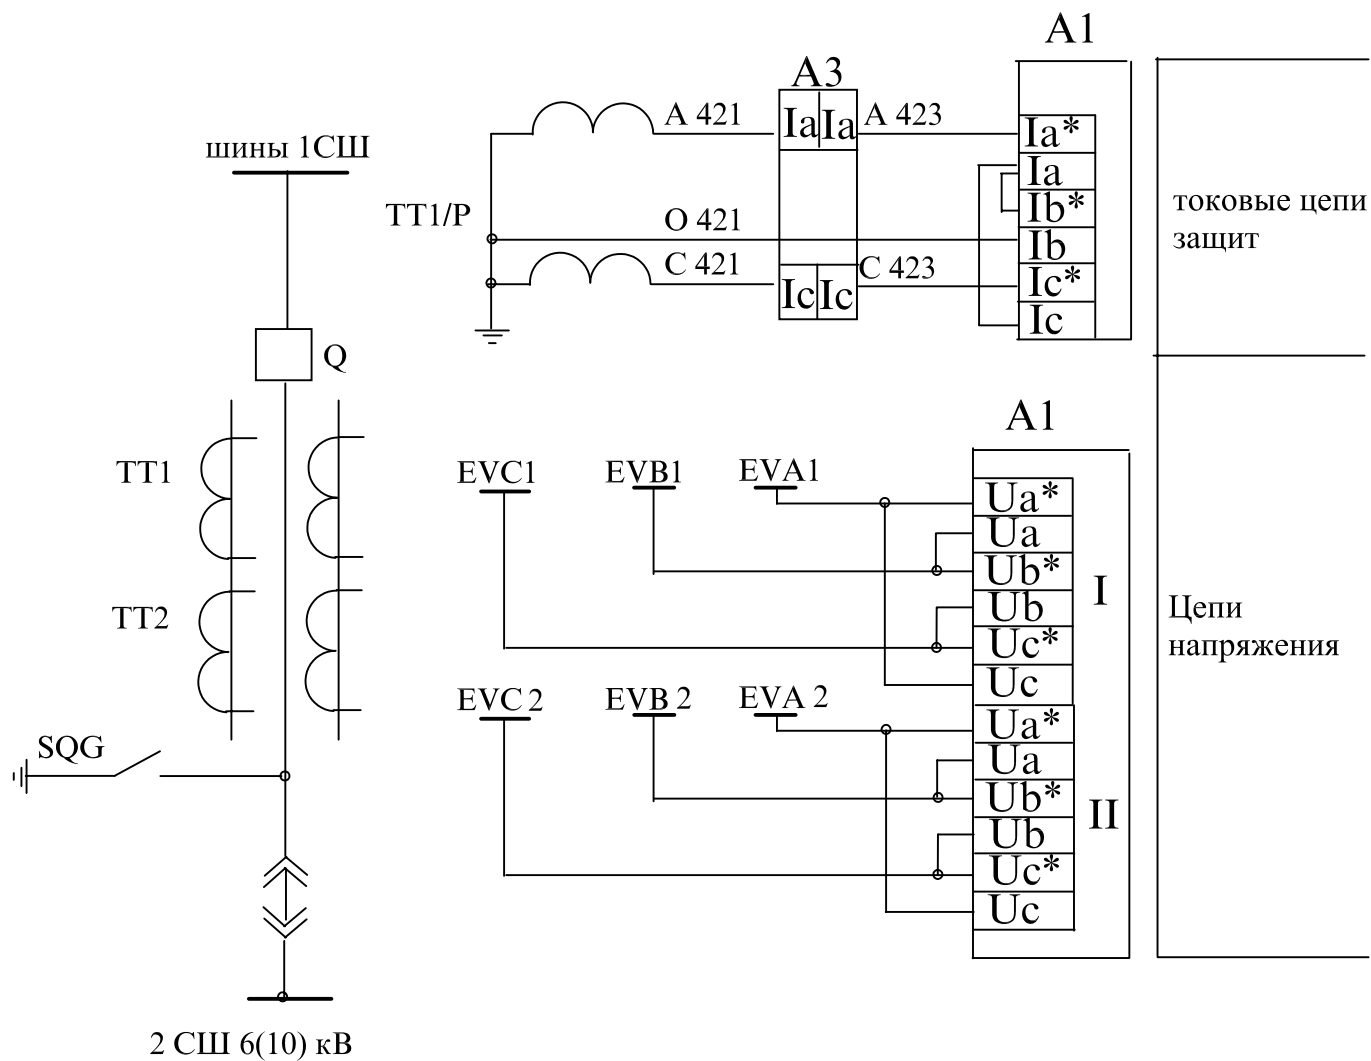 A1
A3
A 421
Ia Ia
A 423
Ia*
шины 1СШ
Ia
TT1/P
Ib*
токовые цепи
защит
O 421
Ib
C 421
C 423
Ic*
Ic Ic
Ic
Q
A1
TT1
EVC1
EVB1
EVA1
Ua*
Ua
Ub*
I
Ub
Uc*
Uc
TT2
Цепи
напряжения
EVC 2
EVB 2
EVA 2
Ua*
Ua
Ub*
II
Ub
Uc*
Uc
SQG
2 СШ 6(10) кВ